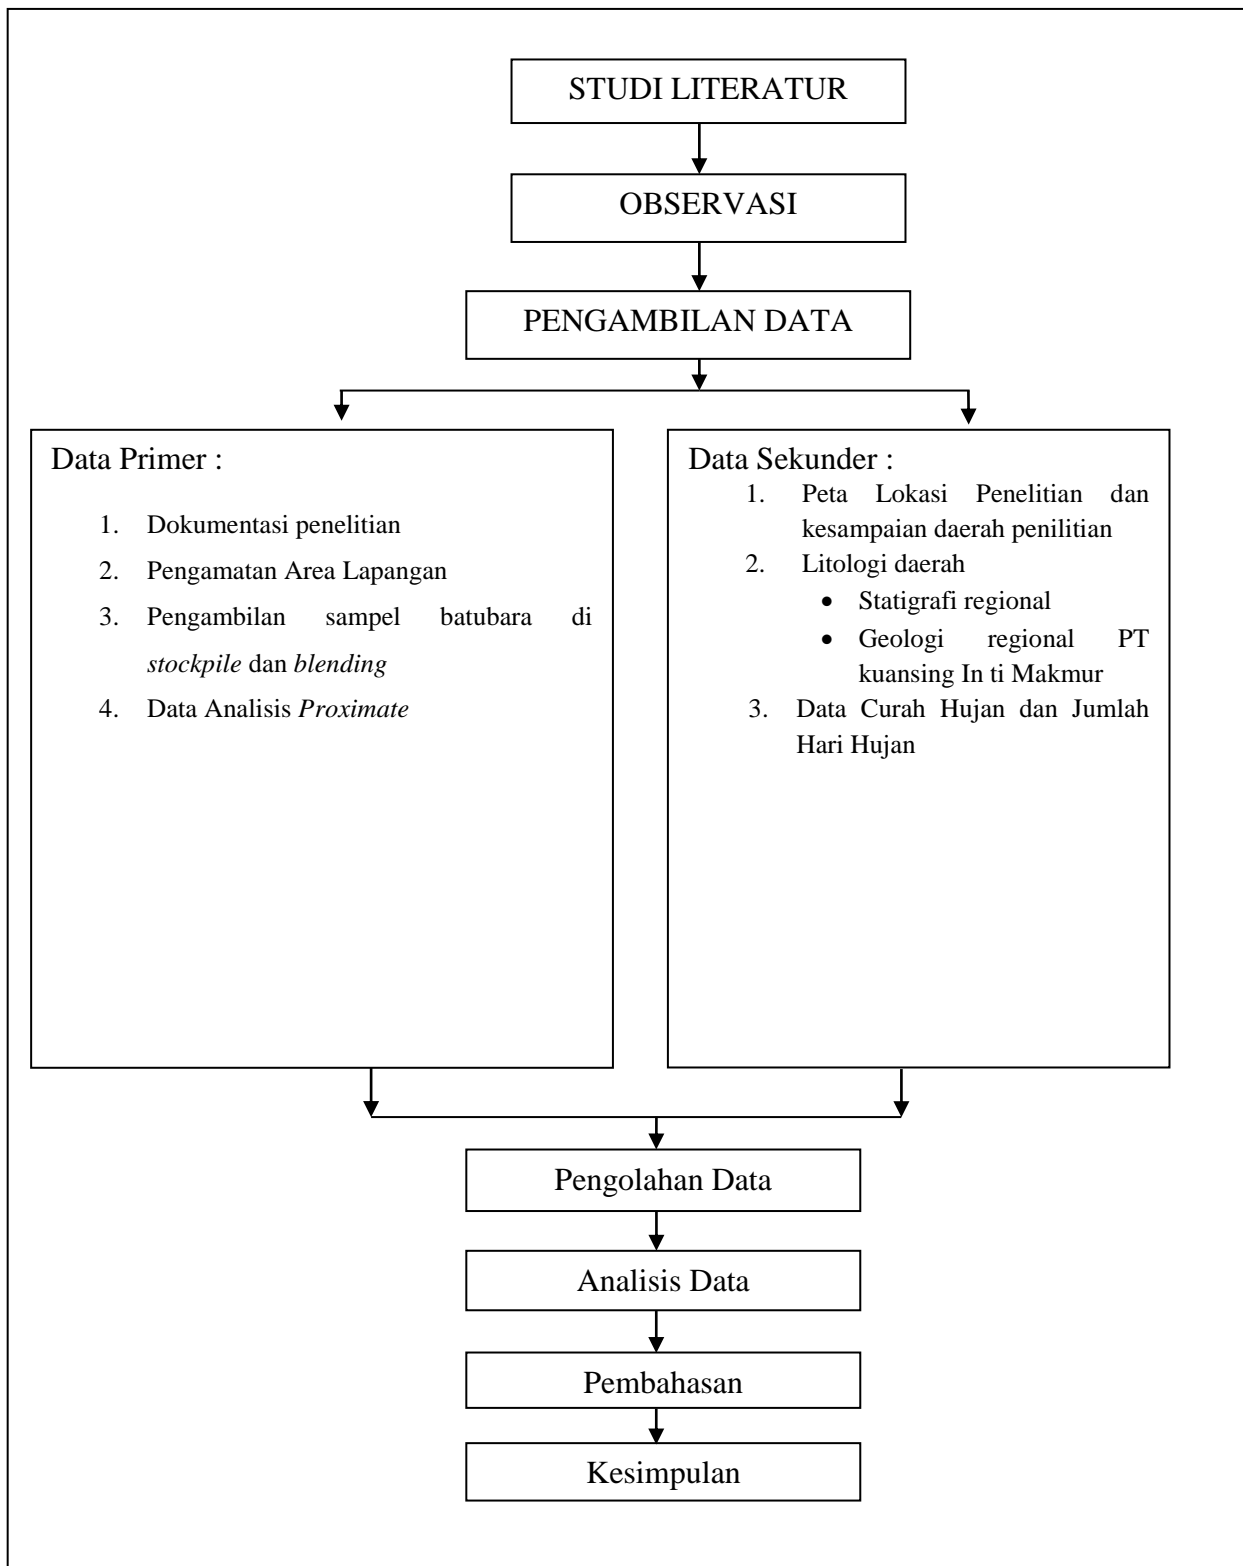 STUDI LITERATUR
OBSERVASI
PENGAMBILAN DATA
Data Primer :
1. Dokumentasi penelitian
2. Pengamatan Area Lapangan
3. Pengambilan sampel batubara di
stockpile dan blending
4. Data Analisis Proximate
Data Sekunder :
1. Peta Lokasi Penelitian dan
kesampaian daerah penilitian
2. Litologi daerah
• Statigrafi regional
• Geologi regional PT
kuansing In ti Makmur
3. Data Curah Hujan dan Jumlah
Hari Hujan
Pengolahan Data
Analisis Data
Pembahasan
Kesimpulan